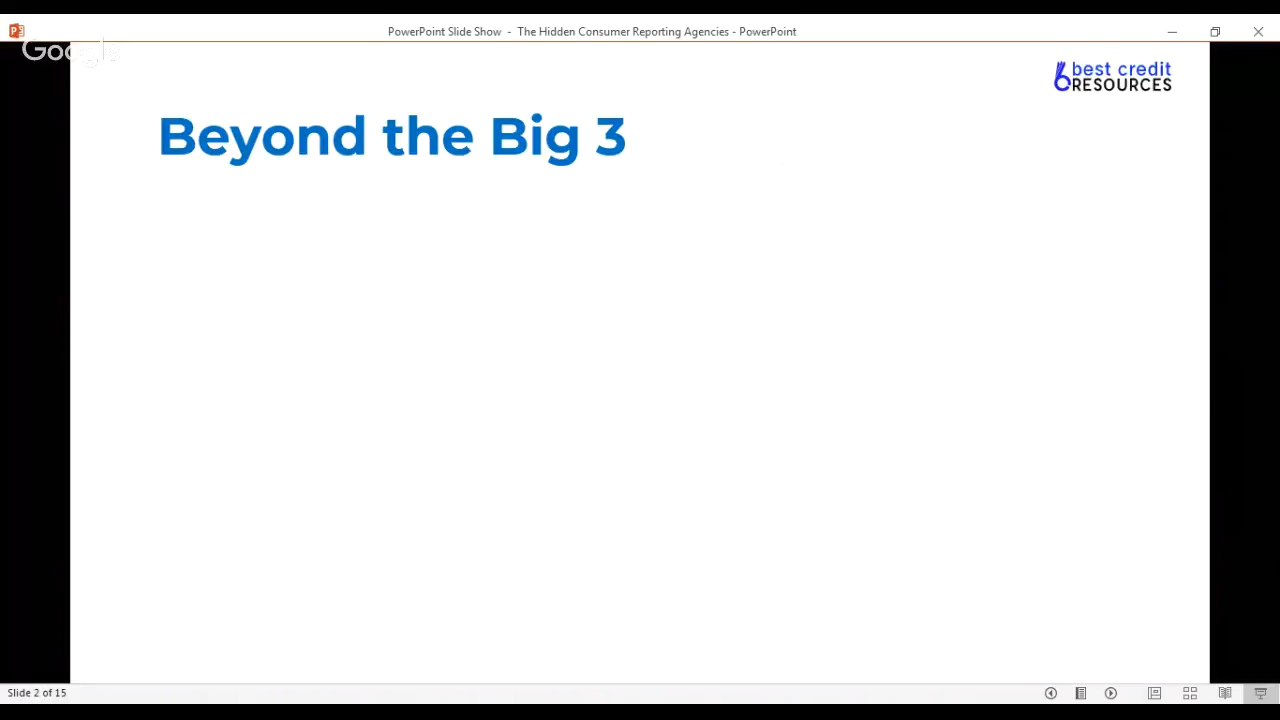 PowerPoint Slide Show - The Hidden Consumer Reporting Agencies - PowerPoint
Google
best credit
RESOURCES
Beyond the Big 3
Slide 2 of 15